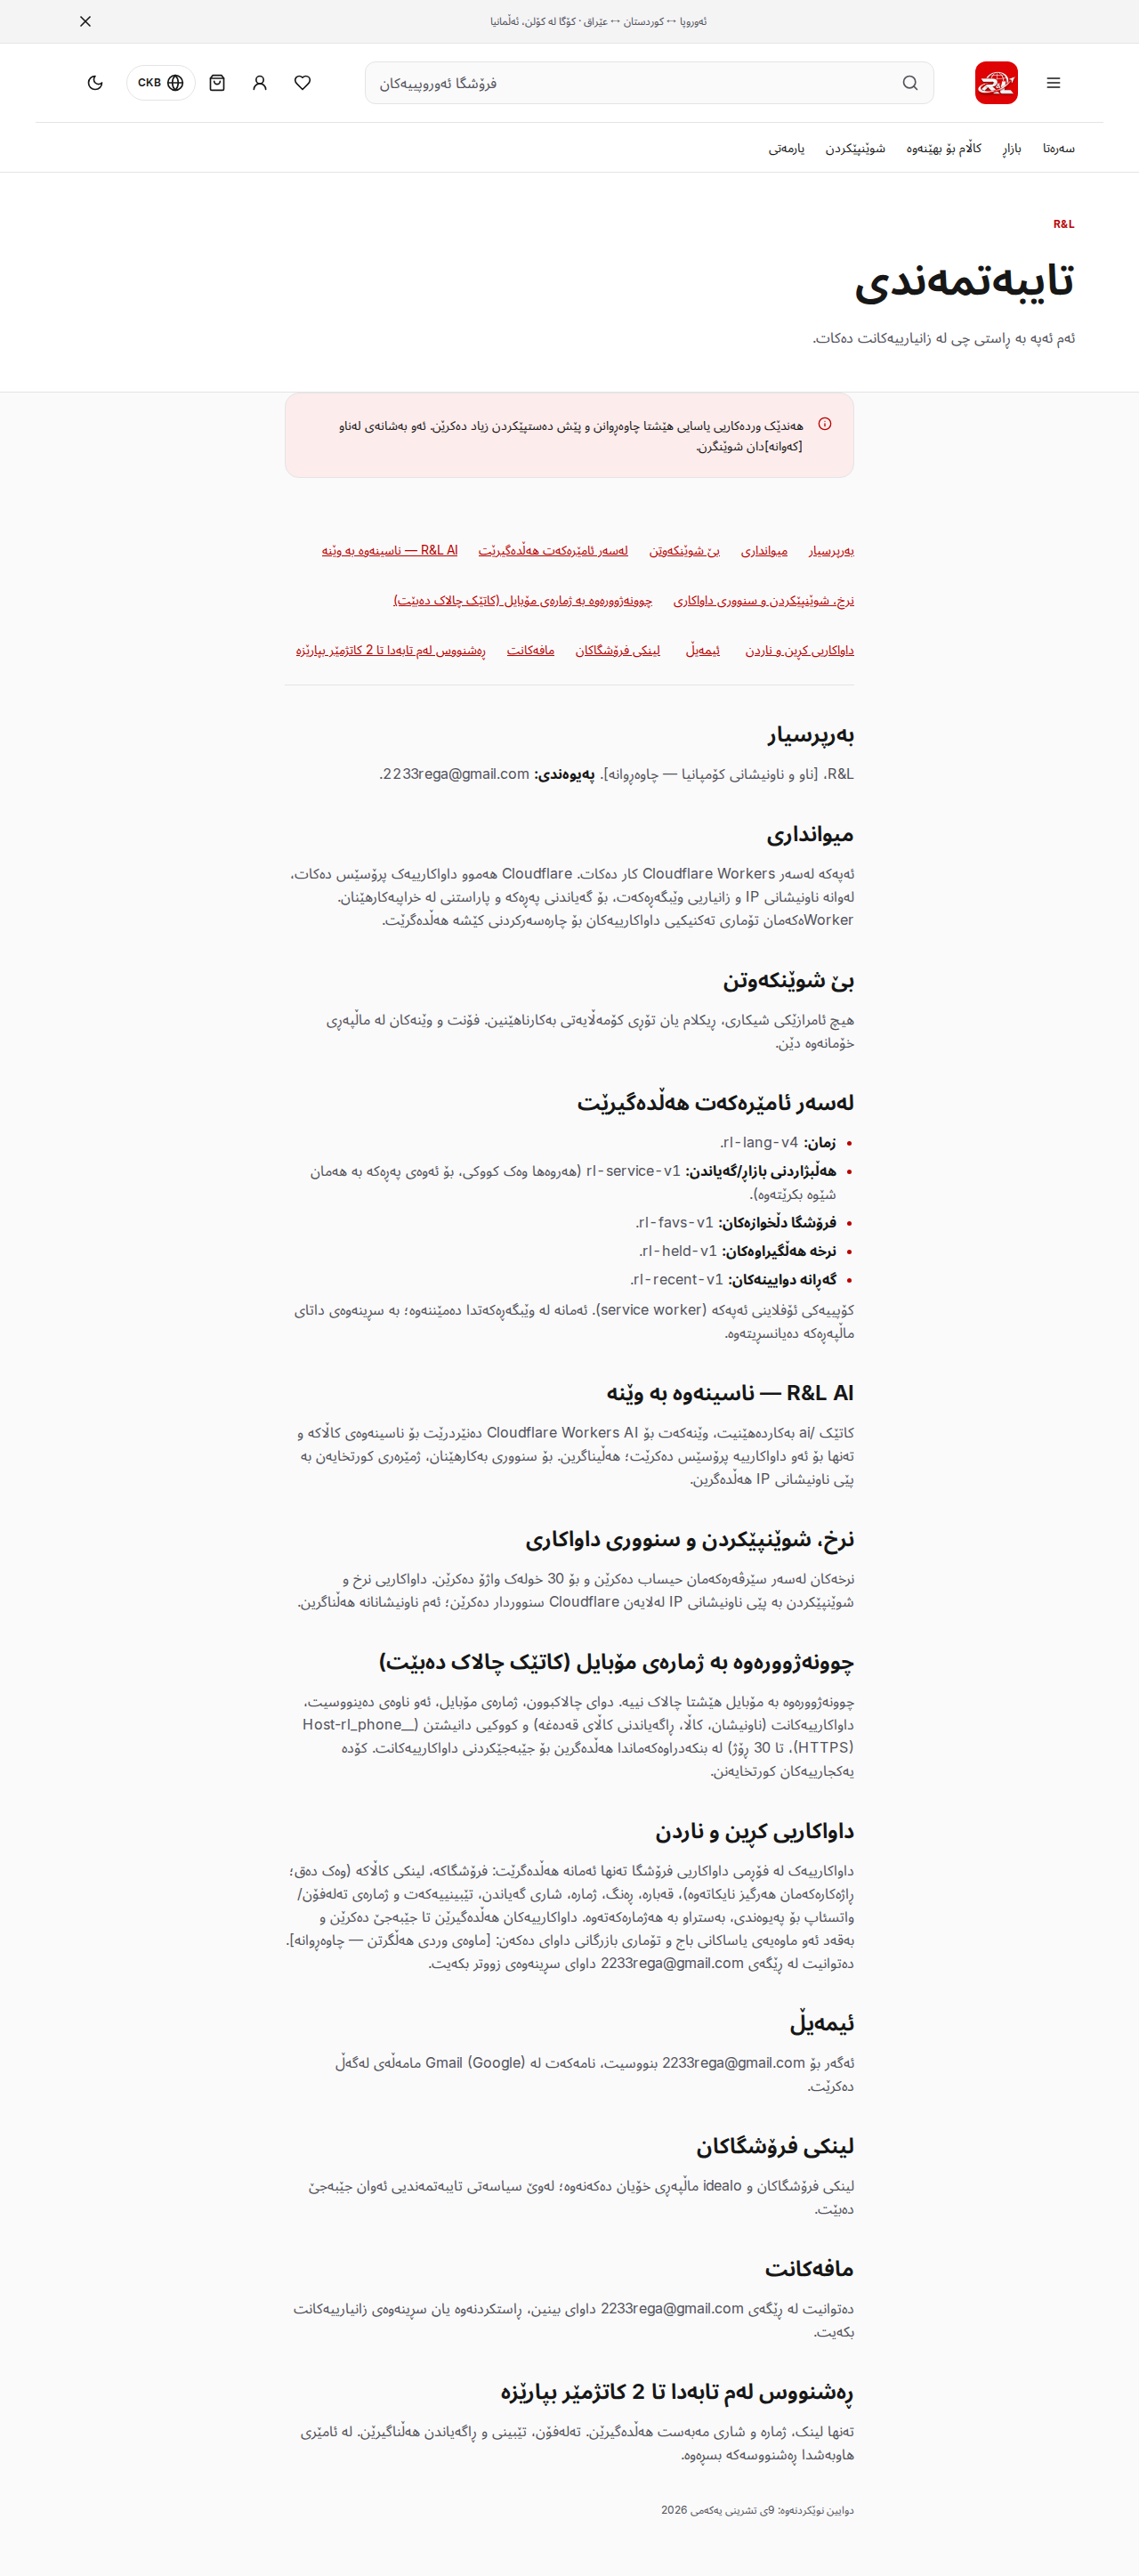 ئەوروپا ↔ کوردستان ↔ عێراق · کۆگا لە کۆلن، ئەڵمانیا
R&L
فرۆشگا ئەوروپییەکان
CKB
سەرەتا بازاڕ کاڵام بۆ بهێنەوە شوێنپێکردن یارمەتی
R&L
تایبەتمەندی
ئەم ئەپە بە ڕاستی چی لە زانیارییەکانت دەکات.
هەندێک وردەکاریی یاسایی هێشتا چاوەڕوانن و پێش دەستپێکردن زیاد دەکرێن. ئەو بەشانەی لەناو
[کەوانە]دان شوێنگرن.
بەرپرسیار میوانداری بێ شوێنکەوتن لەسەر ئامێرەکەت هەڵدەگیرێت R&L AI — ناسینەوە بە وێنە
نرخ، شوێنپێکردن و سنووری داواکاری چوونەژوورەوە بە ژمارەی مۆبایل (کاتێک چالاک دەبێت)
داواکاریی کڕین و ناردن ئیمەیڵ لینکی فرۆشگاکان مافەکانت ڕەشنووس لەم تابەدا تا 2 کاتژمێر بپارێزە
بەرپرسیار
R&L، [ناو و ناونیشانی کۆمپانیا — چاوەڕوانە]. پەیوەندی: 2233rega@gmail.com.
میوانداری
ئەپەکە لەسەر Cloudflare Workers کار دەکات. Cloudflare هەموو داواکارییەک پرۆسێس دەکات،
لەوانە ناونیشانی IP و زانیاریی وێبگەڕەکەت، بۆ گەیاندنی پەڕەکە و پاراستنی لە خراپبەکارهێنان.
Workerەکەمان تۆماری تەکنیکیی داواکارییەکان بۆ چارەسەرکردنی کێشە هەڵدەگرێت.
بێ شوێنکەوتن
هیچ ئامرازێکی شیکاری، ڕیکلام یان تۆڕی کۆمەڵایەتی بەکارناهێنین. فۆنت و وێنەکان لە ماڵپەڕی
خۆمانەوە دێن.
لەسەر ئامێرەکەت هەڵدەگیرێت
• زمان: rl-lang-v4.
• هەڵبژاردنی بازاڕ/گەیاندن: rl-service-v1 (هەروەها وەک کووکی، بۆ ئەوەی پەڕەکە بە هەمان
شێوە بکرێتەوە).
• فرۆشگا دڵخوازەکان: rl-favs-v1.
• نرخە هەڵگیراوەکان: rl-held-v1.
• گەڕانە دوایینەکان: rl-recent-v1.
کۆپییەکی ئۆفلاینی ئەپەکە (service worker). ئەمانە لە وێبگەڕەکەتدا دەمێننەوە؛ بە سڕینەوەی داتای
ماڵپەڕەکە دەیانسڕیتەوە.
R&L AI — ناسینەوە بە وێنە
کاتێک /ai بەکاردەهێنیت، وێنەکەت بۆ Cloudflare Workers AI دەنێردرێت بۆ ناسینەوەی کاڵاکە و
تەنها بۆ ئەو داواکارییە پرۆسێس دەکرێت؛ هەڵیناگرین. بۆ سنووری بەکارهێنان، ژمێرەری کورتخایەن بە
پێی ناونیشانی IP هەڵدەگرین.
نرخ، شوێنپێکردن و سنووری داواکاری
نرخەکان لەسەر سێرڤەرەکەمان حیساب دەکرێن و بۆ 30 خولەک واژۆ دەکرێن. داواکاریی نرخ و
شوێنپێکردن بە پێی ناونیشانی IP لەلایەن Cloudflare سنووردار دەکرێن؛ ئەم ناونیشانانە هەڵناگرین.
چوونەژوورەوە بە ژمارەی مۆبایل (کاتێک چالاک دەبێت)
چوونەژوورەوە بە مۆبایل هێشتا چالاک نییە. دوای چالاکبوون، ژمارەی مۆبایل، ئەو ناوەی دەینووسیت،
داواکارییەکانت (ناونیشان، کاڵا، ڕاگەیاندنی کاڵای قەدەغە) و کووکیی دانیشتن (__Host-rl_phone
(HTTPS)، تا 30 ڕۆژ) لە بنکەدراوەکەماندا هەڵدەگرین بۆ جێبەجێکردنی داواکارییەکانت. کۆدە
یەکجارییەکان کورتخایەنن.
داواکاریی کڕین و ناردن
داواکارییەک لە فۆڕمی داواکاریی فرۆشگا تەنها ئەمانە هەڵدەگرێت: فرۆشگاکە، لینکی کاڵاکە (وەک دەق؛
ڕاژەکارەکەمان هەرگیز نایکاتەوە)، قەبارە، ڕەنگ، ژمارە، شاری گەیاندن، تێبینییەکەت و ژمارەی تەلەفۆن/
واتسئاپ بۆ پەیوەندی، بەستراو بە هەژمارەکەتەوە. داواکارییەکان هەڵدەگیرێن تا جێبەجێ دەکرێن و
بەقەد ئەو ماوەیەی یاساکانی باج و تۆماری بازرگانی داوای دەکەن: [ماوەی وردی هەڵگرتن — چاوەڕوانە].
دەتوانیت لە ڕێگەی 2233rega@gmail.com داوای سڕینەوەی زووتر بکەیت.
ئیمەیڵ
ئەگەر بۆ 2233rega@gmail.com بنووسیت، نامەکەت لە Gmail (Google) مامەڵەی لەگەڵ
دەکرێت.
لینکی فرۆشگاکان
لینکی فرۆشگاکان و idealo ماڵپەڕی خۆیان دەکەنەوە؛ لەوێ سیاسەتی تایبەتمەندیی ئەوان جێبەجێ
دەبێت.
مافەکانت
دەتوانیت لە ڕێگەی 2233rega@gmail.com داوای بینین، ڕاستکردنەوە یان سڕینەوەی زانیارییەکانت
بکەیت.
ڕەشنووس لەم تابەدا تا 2 کاتژمێر بپارێزە
تەنها لینک، ژمارە و شاری مەبەست هەڵدەگیرێن. تەلەفۆن، تێبینی و ڕاگەیاندن هەڵناگیرێن. لە ئامێری
هاوبەشدا ڕەشنووسەکە بسڕەوە.
دوایین نوێکردنەوە: 9ی تشرینی یەکەمی 2026